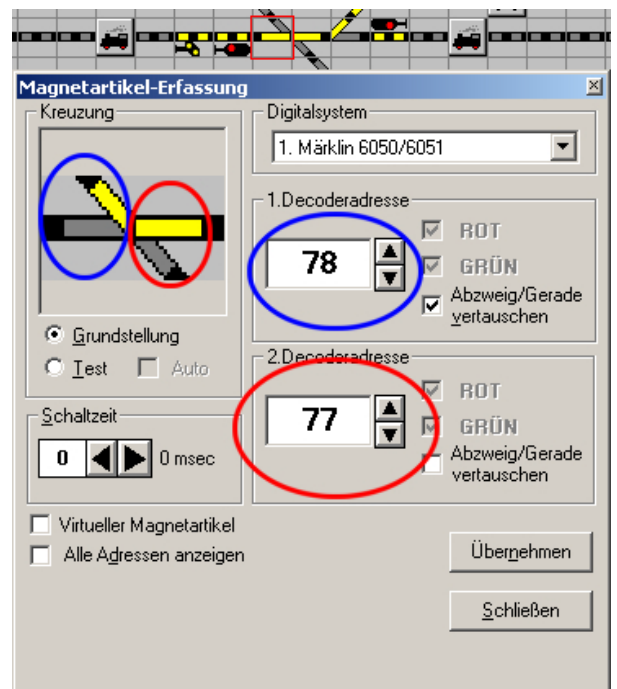 Magnetartikel-Erfassung
Kreuzung
Digitalsystem
1. Märklin 6050/6051
1.Decoderadresse
ROT
78
GRÜN
Abzweig/Gerade
vertauschen
Grundstellung
Test
Auto
2.Decoderadresse
ROT
77
GRÜN
Abzweig/Gerade
vertauschen
Schaltzeit
0
0 msec
Virtueller Magnetartikel
Alle Adressen anzeigen
Übernehmen
Schließen